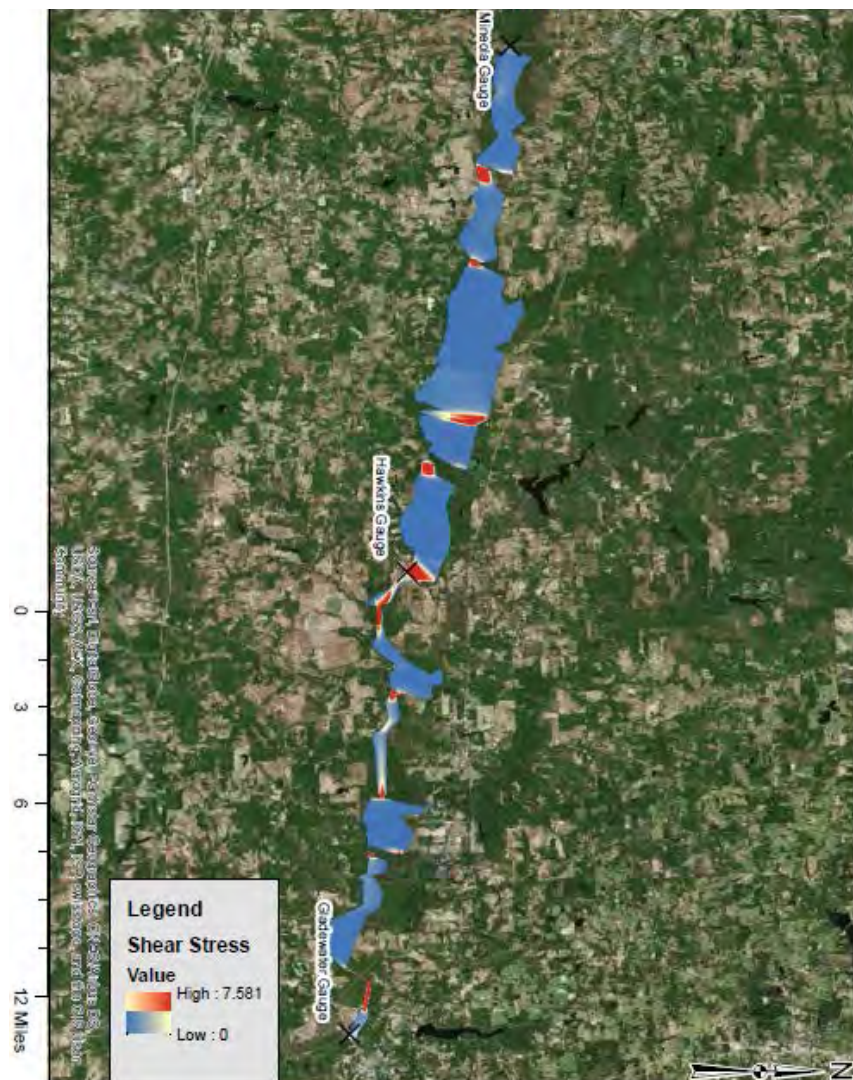 Mineola Gauge
Hawkins Gauge
Gladewater Gauge
0
3
6
12 Miles
Legend
Shear Stress
Value
High : 7.581
Low : 0
N